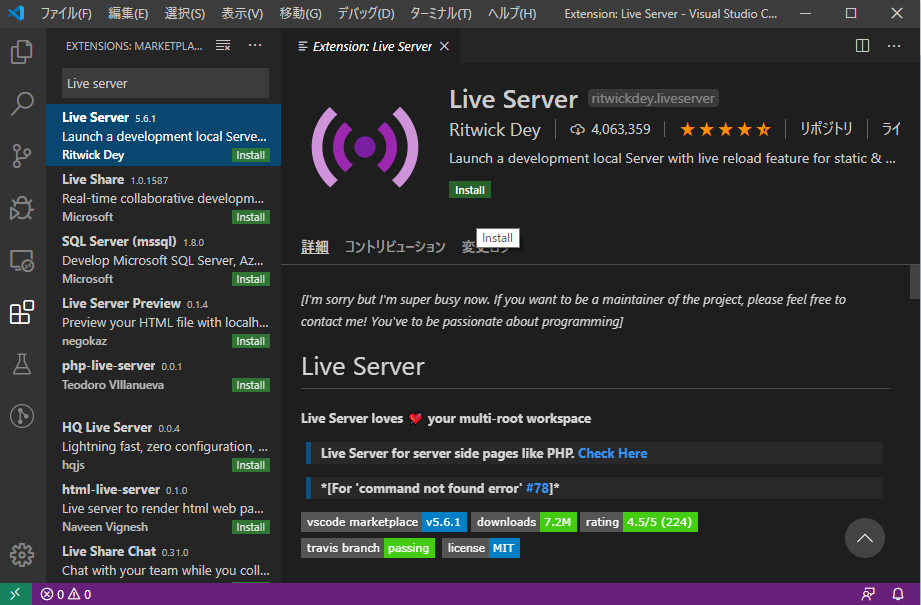 ファイル(F) 編集(E) 選択(S) 表示(V) 移動(G) デバッグ(D) ターミナル(T) ヘルプ(H) Extension: Live Server - Visual Studio C...
EXTENSIONS: MARKETPLA...
Live server
Live Server 5.6.1
Launch a development local Serve...
Ritwick Dey Install
Live Share 1.0.1587
Real-time collaborative developm...
Microsoft Install
SQL Server (mssql) 1.8.0
Develop Microsoft SQL Server, Az...
Microsoft Install
Live Server Preview 0.1.4
Preview your HTML file with localh...
negokaz Install
php-live-server 0.0.1
Teodoro VIllanueva Install
HQ Live Server 0.0.4
Lightning fast, zero configuration, ...
hqjs Install
html-live-server 0.1.0
Live server to render html web pa...
Naveen Vignesh Install
Live Share Chat 0.31.0
Chat with your team while you coll...
Extension: Live Server
Live Server ritwickdey.liveserver
Ritwick Dey 4,063,359 リポジトリ ライ
Launch a development local Server with live reload feature for static & ...
Install
Install
詳細 コントリビューション 変更ログ
[I'm sorry but I'm super busy now. If you want to be a maintainer of the project, please feel free to
contact me! You've to be passionate about programming]
Live Server
Live Server loves ❤ your multi-root workspace
Live Server for server side pages like PHP. Check Here
*[For 'command not found error' #78]*
vscode marketplace v5.6.1 downloads 7.2M rating 4.5/5 (224)
travis branch passing license MIT
0 0